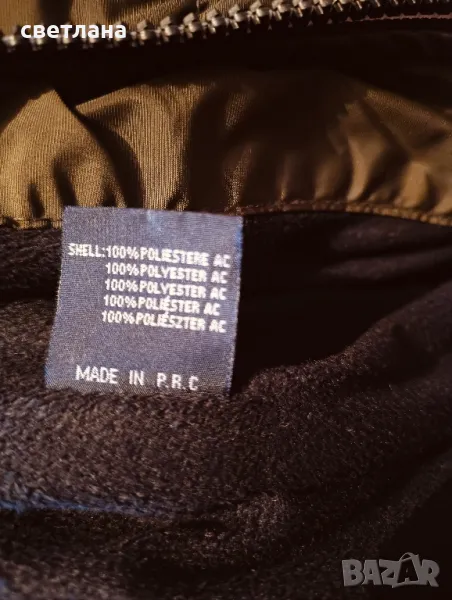 светлана
SHELL:100%POLIESTERE AC
100%POLYESTER AC
100%POLYESTER AC
100%POLIÉSTER AC
100%POLIÉSZTER AC
MADE IN P.R.C
BAZAR